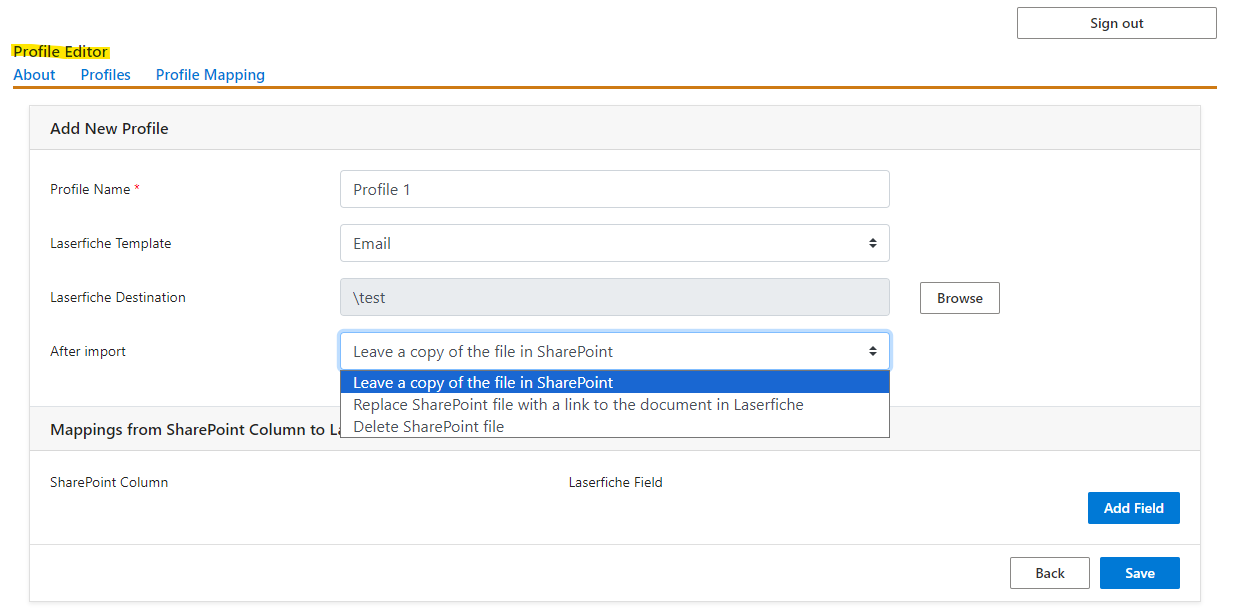 Sign out
Profile Editor
About Profiles Profile Mapping
Add New Profile
Profile Name *
Profile 1
Laserfiche Template
Email
Laserfiche Destination
\test
Browse
After import
Leave a copy of the file in SharePoint
Leave a copy of the file in SharePoint
Replace SharePoint file with a link to the document in Laserfiche
Delete SharePoint file
Mappings from SharePoint Column to L
SharePoint Column
Laserfiche Field
Add Field
Back
Save